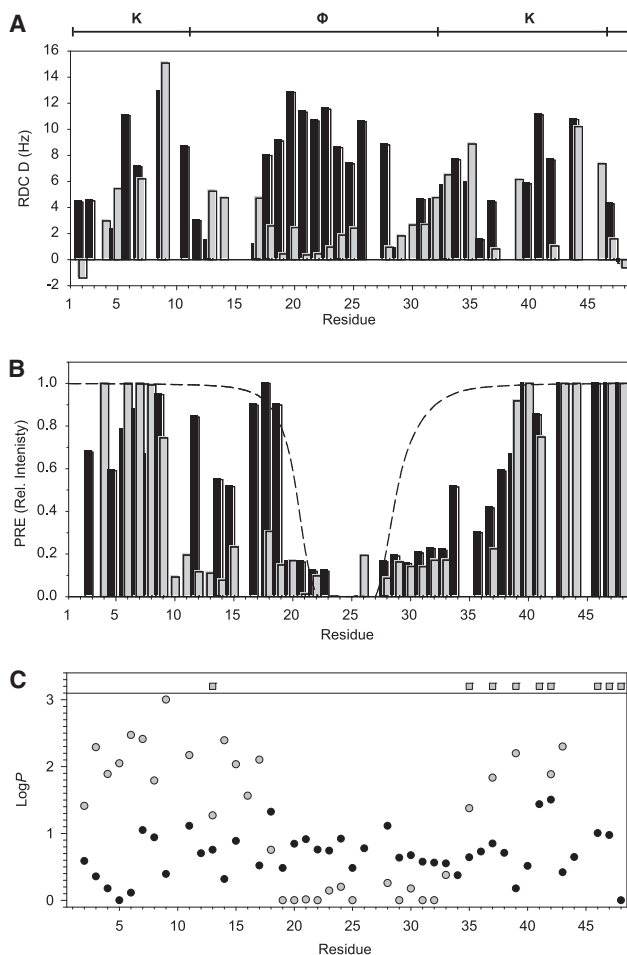 K Φ K
A
16
14
12
10
8
6
4
2
0
-2
RDC D (Hz)
1 5 10 15 20 25 30 35 40 45
Residue
B
1.0
0.8
0.6
0.4
0.2
0.0
PRE (Rel. Intenisty)
1 5 10 15 20 25 30 35 40 45
Residue
C
3
2
1
0
LogP
5 10 15 20 25 30 35 40 45
Residue